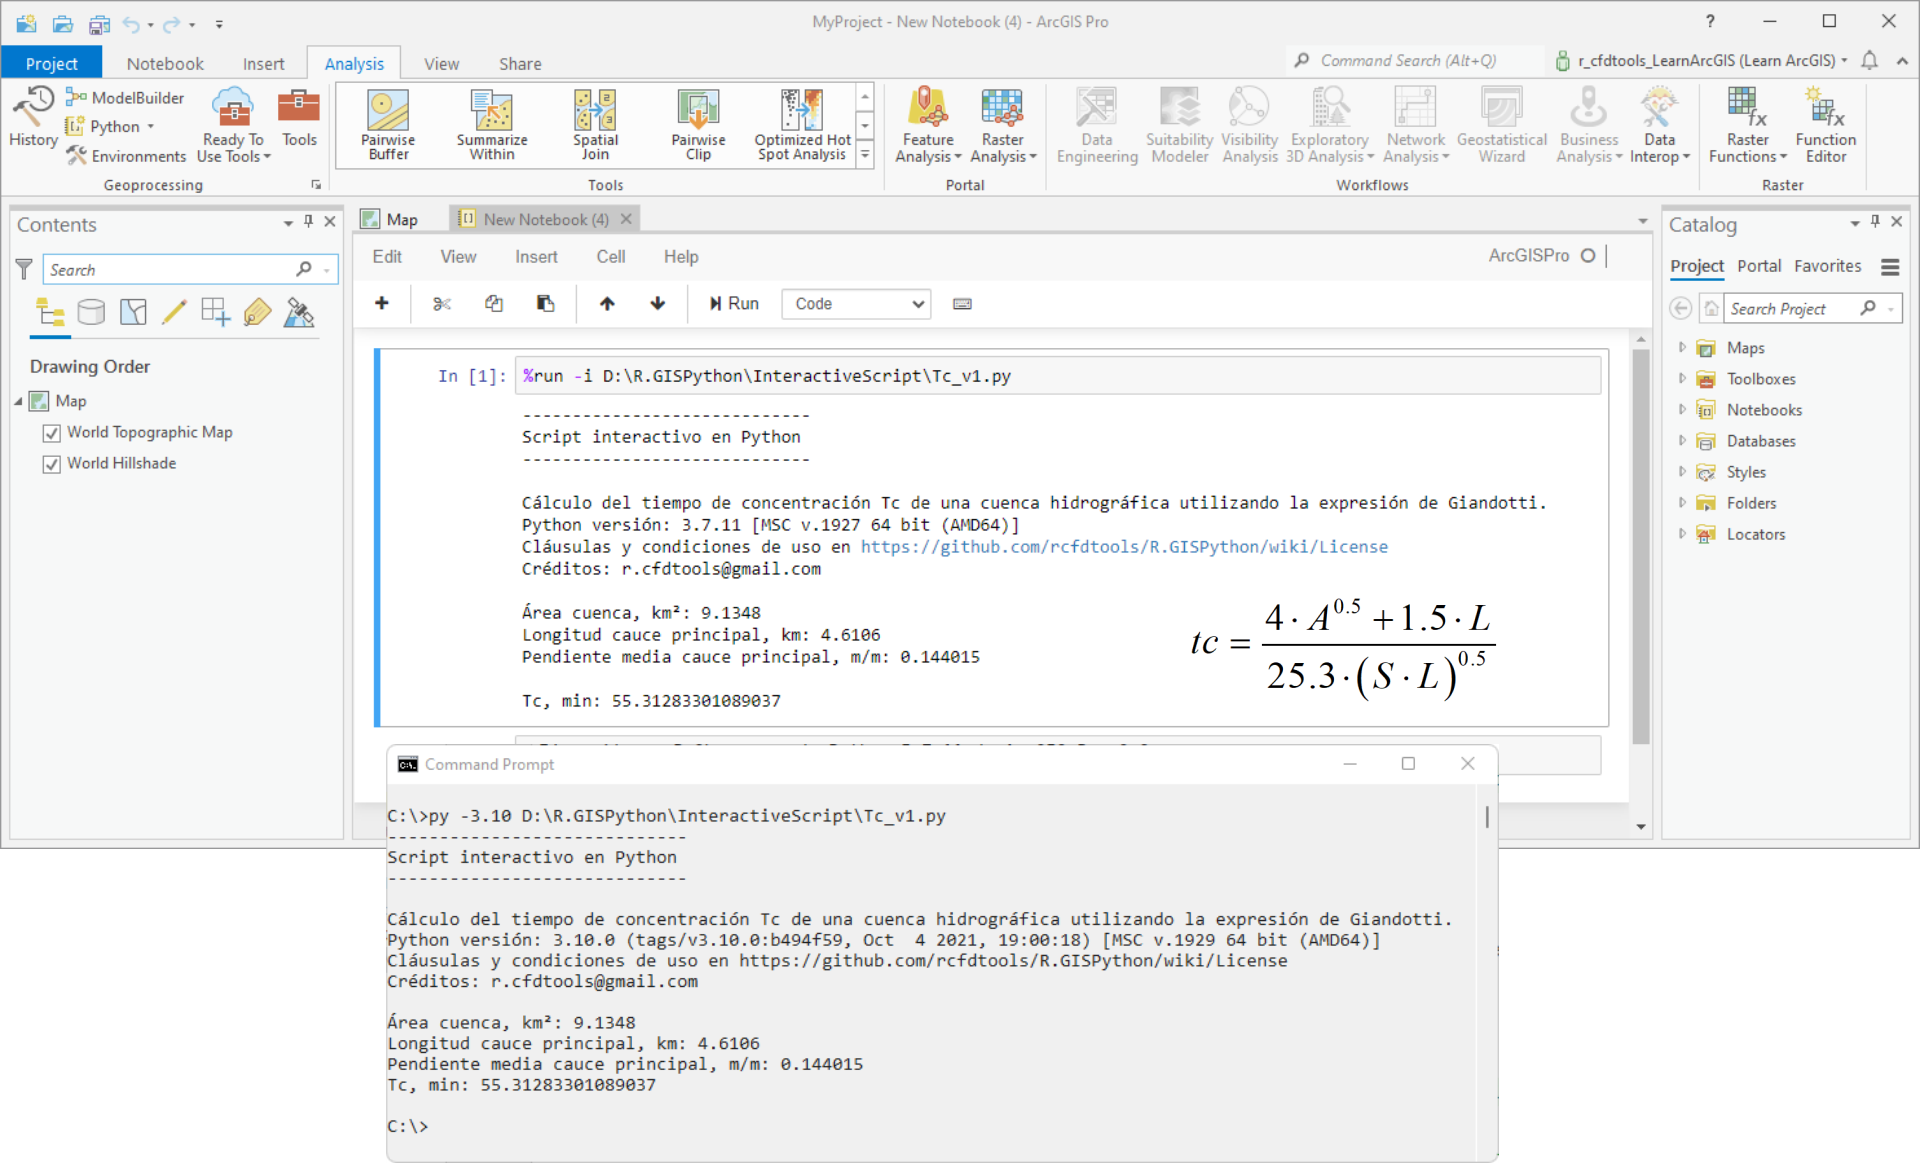 MyProject - New Notebook (4) - ArcGIS Pro
?
Project Notebook Insert Analysis View Share
Command Search (Alt+Q)
r_cfdtools_LearnArcGIS (Learn ArcGIS)
History
ModelBuilder
Python
Environments
Ready To
Use Tools
Tools
Geoprocessing
Pairwise
Buffer
Summarize
Within
Spatial
Join
Pairwise
Clip
Optimized Hot
Spot Analysis
Tools
Feature
Analysis
Raster
Analysis
Portal
Data
Engineering
Suitability
Modeler
Visibility
Analysis
Exploratory
3D Analysis
Network
Analysis
Geostatistical
Wizard
Business
Analysis
Data
Interop
Workflows
Raster
Functions
Function
Editor
Raster
Contents
Search
Drawing Order
Map
World Topographic Map
World Hillshade
Map
New Notebook (4)
Edit View Insert Cell Help
ArcGISPro
Run
Code
In [1]: %run -i D:\R.GISPython\InteractiveScript\Tc_v1.py
-----------------------------
Script interactivo en Python
-----------------------------
Cálculo del tiempo de concentración Tc de una cuenca hidrográfica utilizando la expresión de Giandotti.
Python versión: 3.7.11 [MSC v.1927 64 bit (AMD64)]
Cláusulas y condiciones de uso en https://github.com/rcfdtools/R.GISPython/wiki/License
Créditos: r.cfdtools@gmail.com
Área cuenca, km²: 9.1348
Longitud cauce principal, km: 4.6106
Pendiente media cauce principal, m/m: 0.144015
Tc, min: 55.31283301089037
tc = 4 · A^0.5 + 1.5 · L / 25.3 · (S · L)^0.5
Catalog
Project Portal Favorites
Search Project
Maps
Toolboxes
Notebooks
Databases
Styles
Folders
Locators
Command Prompt
C:\>py -3.10 D:\R.GISPython\InteractiveScript\Tc_v1.py
-----------------------------
Script interactivo en Python
-----------------------------
Cálculo del tiempo de concentración Tc de una cuenca hidrográfica utilizando la expresión de Giandotti.
Python versión: 3.10.0 (tags/v3.10.0:b494f59, Oct  4 2021, 19:00:18) [MSC v.1929 64 bit (AMD64)]
Cláusulas y condiciones de uso en https://github.com/rcfdtools/R.GISPython/wiki/License
Créditos: r.cfdtools@gmail.com
Área cuenca, km²: 9.1348
Longitud cauce principal, km: 4.6106
Pendiente media cauce principal, m/m: 0.144015
Tc, min: 55.31283301089037
C:\>